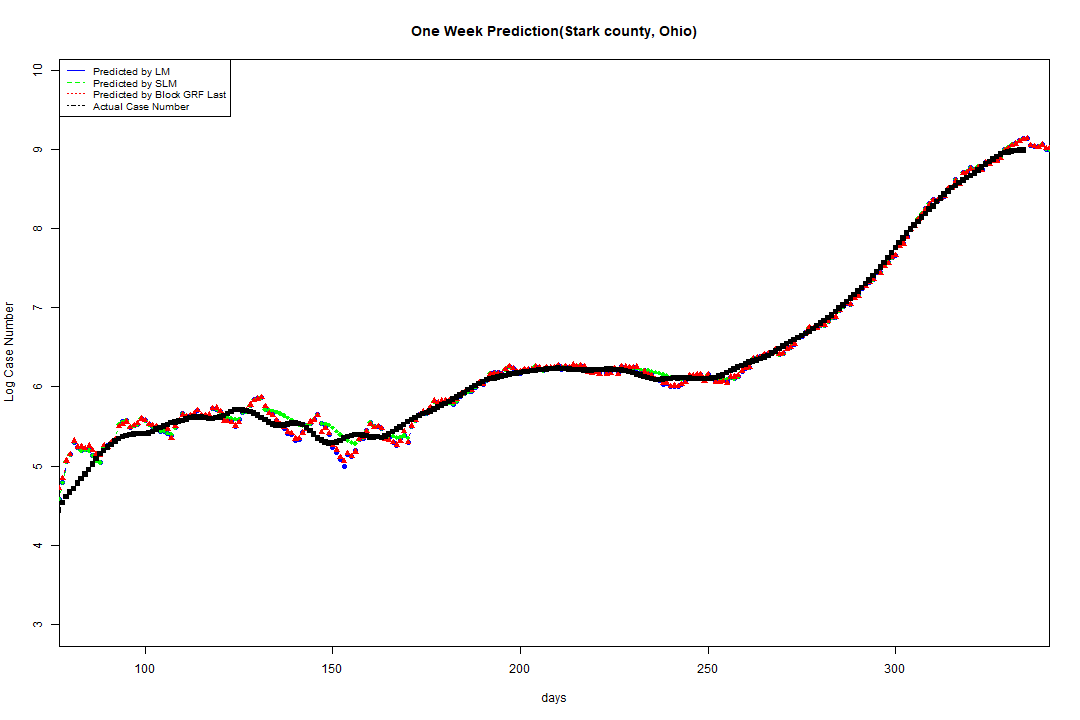 One Week Prediction(Stark county, Ohio)
Predicted by LM
Predicted by SLM
Predicted by Block GRF Last
Actual Case Number
10
9
8
7
6
5
4
3
Log Case Number
100 150 200 250 300
days